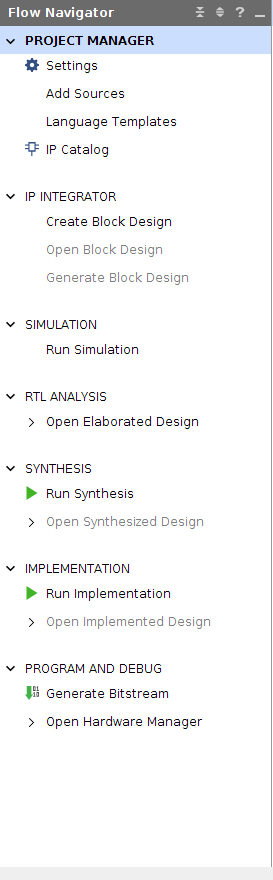 Flow Navigator
PROJECT MANAGER
Settings
Add Sources
Language Templates
IP Catalog
IP INTEGRATOR
Create Block Design
Open Block Design
Generate Block Design
SIMULATION
Run Simulation
RTL ANALYSIS
Open Elaborated Design
SYNTHESIS
Run Synthesis
Open Synthesized Design
IMPLEMENTATION
Run Implementation
Open Implemented Design
PROGRAM AND DEBUG
Generate Bitstream
Open Hardware Manager